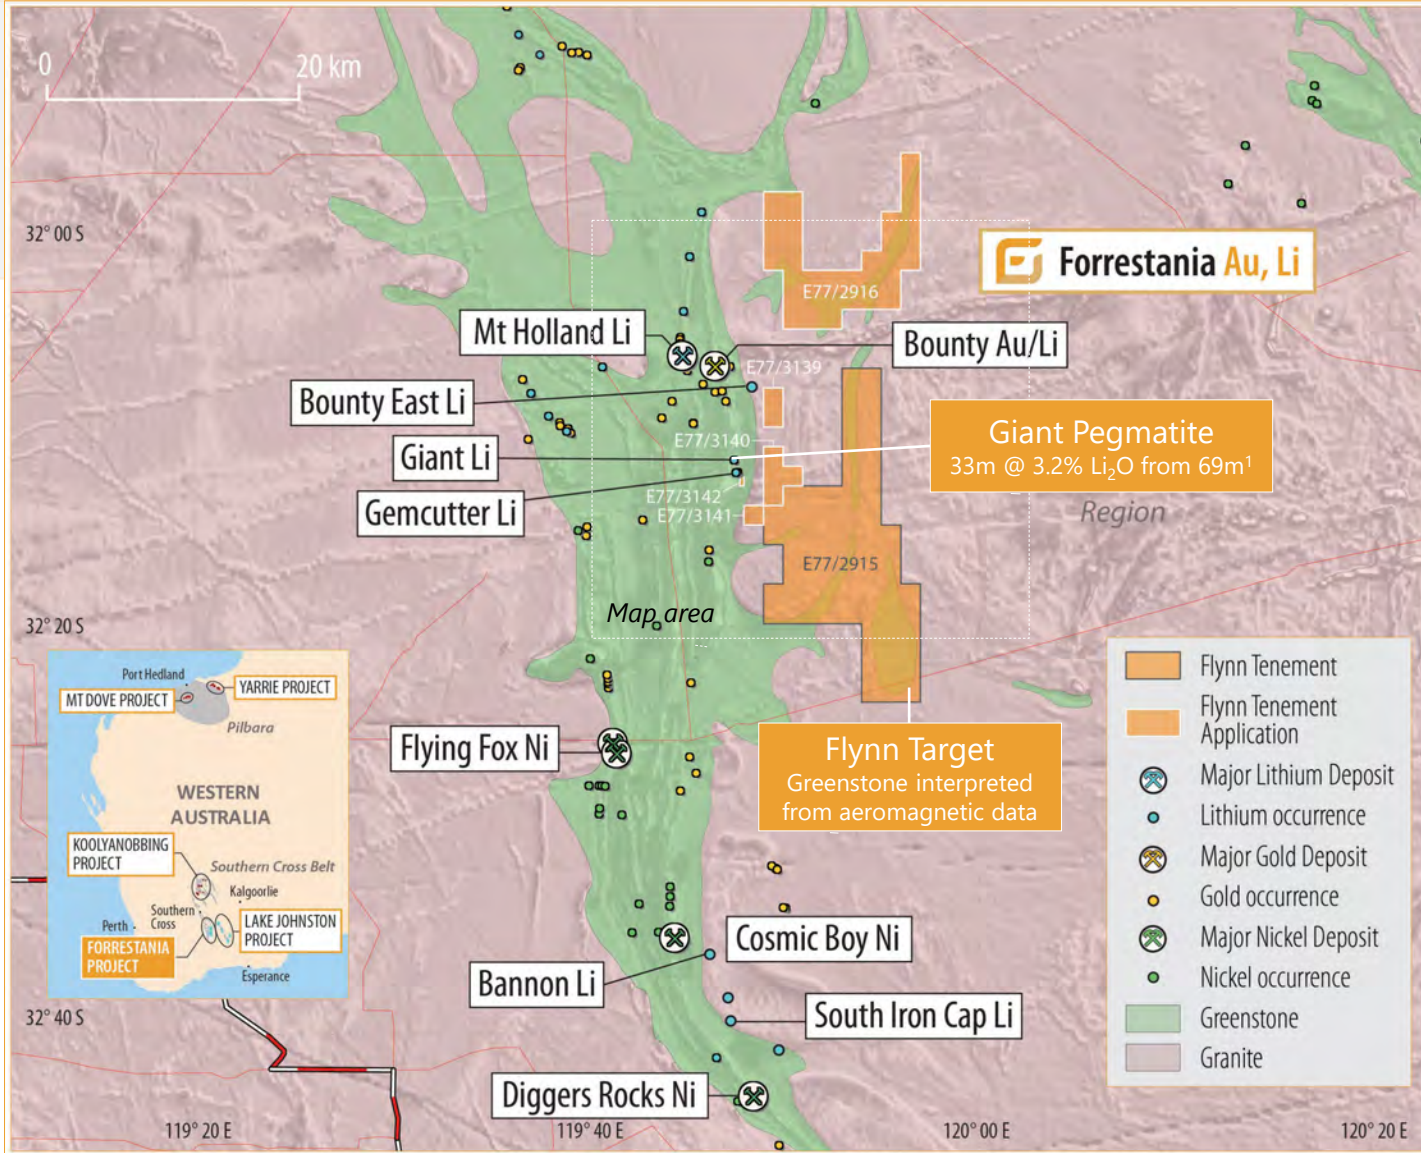 0
20 km
32° 00 S
Forrestania Au, Li
E77/2916
Mt Holland Li
Bounty Au/Li
E77/3139
Bounty East Li
Giant Pegmatite
33m @ 3.2% Li₂O from 69m¹
E77/3140
Giant Li
E77/3142
Gemcutter Li
E77/3141
Region
E77/2915
Map area
32° 20 S
Flynn Tenement
Flynn Tenement
Application
Major Lithium Deposit
Lithium occurrence
Major Gold Deposit
Gold occurrence
Major Nickel Deposit
Nickel occurrence
Greenstone
Granite
Port Hedland
YARRIE PROJECT
MT DOVE PROJECT
Pilbara
WESTERN
AUSTRALIA
KOOLYANOBBING
PROJECT
Southern Cross Belt
Kalgoorlie
Southern
Cross
Perth
LAKE JOHNSTON
PROJECT
FORRESTANIA
PROJECT
Esperance
Flying Fox Ni
Flynn Target
Greenstone interpreted
from aeromagnetic data
Cosmic Boy Ni
Bannon Li
South Iron Cap Li
32° 40 S
Diggers Rocks Ni
119° 20 E
119° 40 E
120° 00 E
120° 20 E